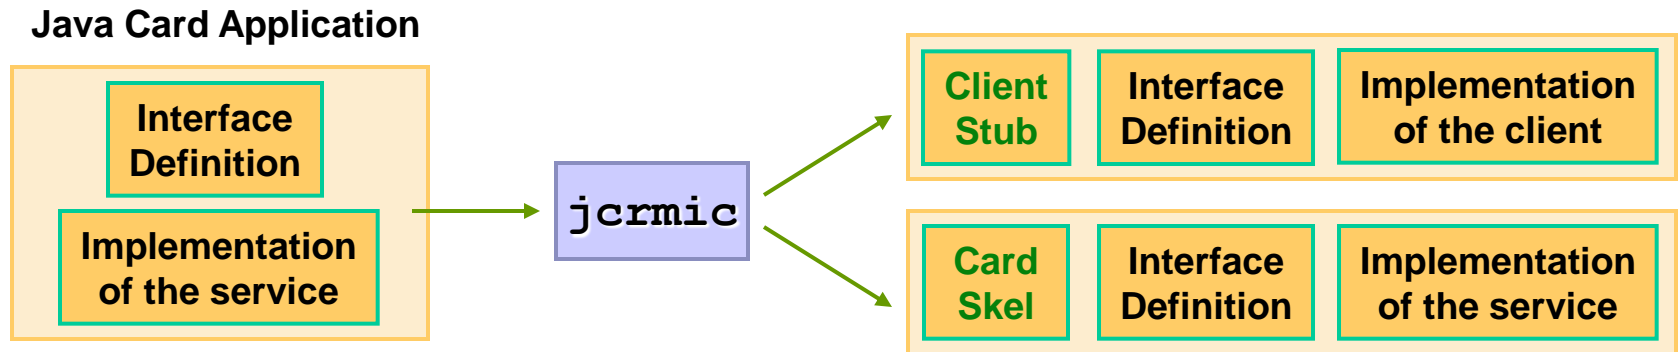 Java Card Application
Interface
Definition
Implementation
of the service
jcrmic
Client
Stub
Interface
Definition
Implementation
of the client
Card
Skel
Interface
Definition
Implementation
of the service